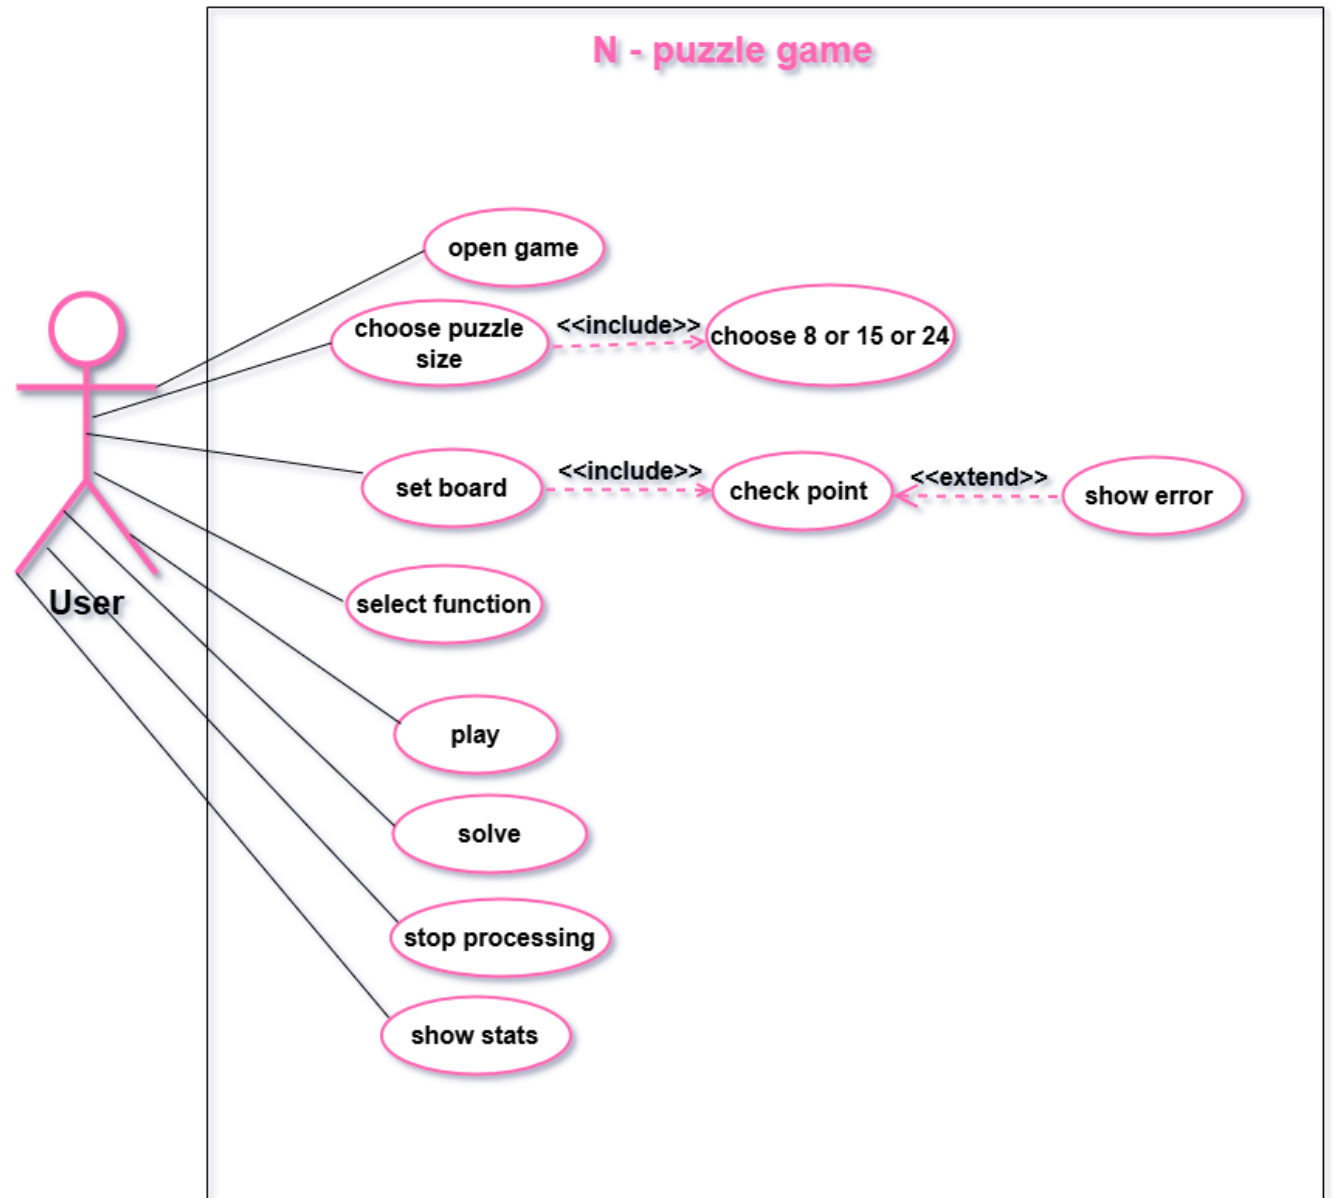 N - puzzle game
open game
choose puzzle
size
<<include>>
choose 8 or 15 or 24
set board
<<include>>
check point
<<extend>>
show error
User
select function
play
solve
stop processing
show stats